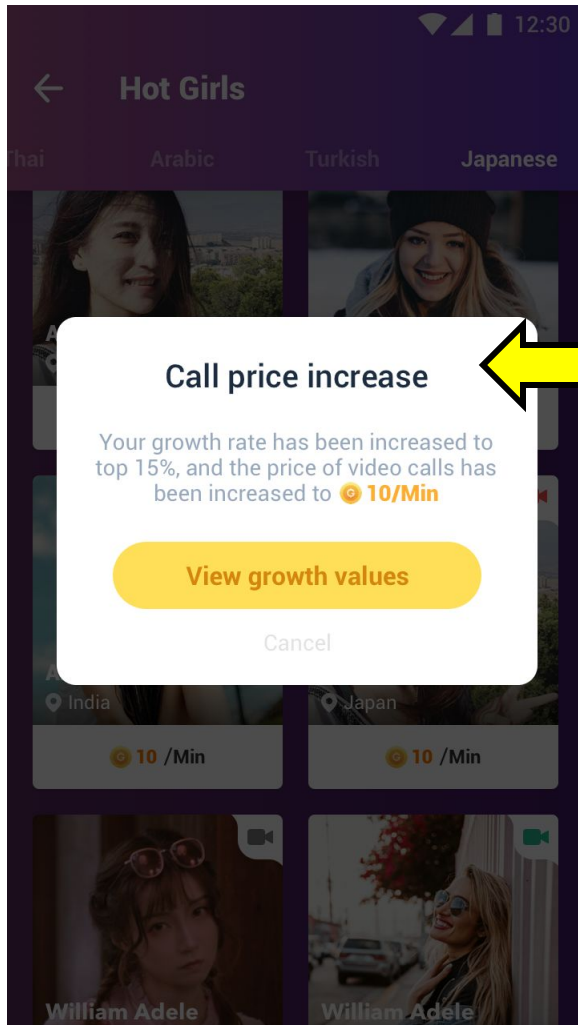 12:30
Hot Girls
Thai Arabic Turkish Japanese
Call price increase
Your growth rate has been increased to
top 15%, and the price of video calls has
been increased to G 10/Min
View growth values
Cancel
India Japan
G 10 /Min G 10 /Min
William Adele William Adele